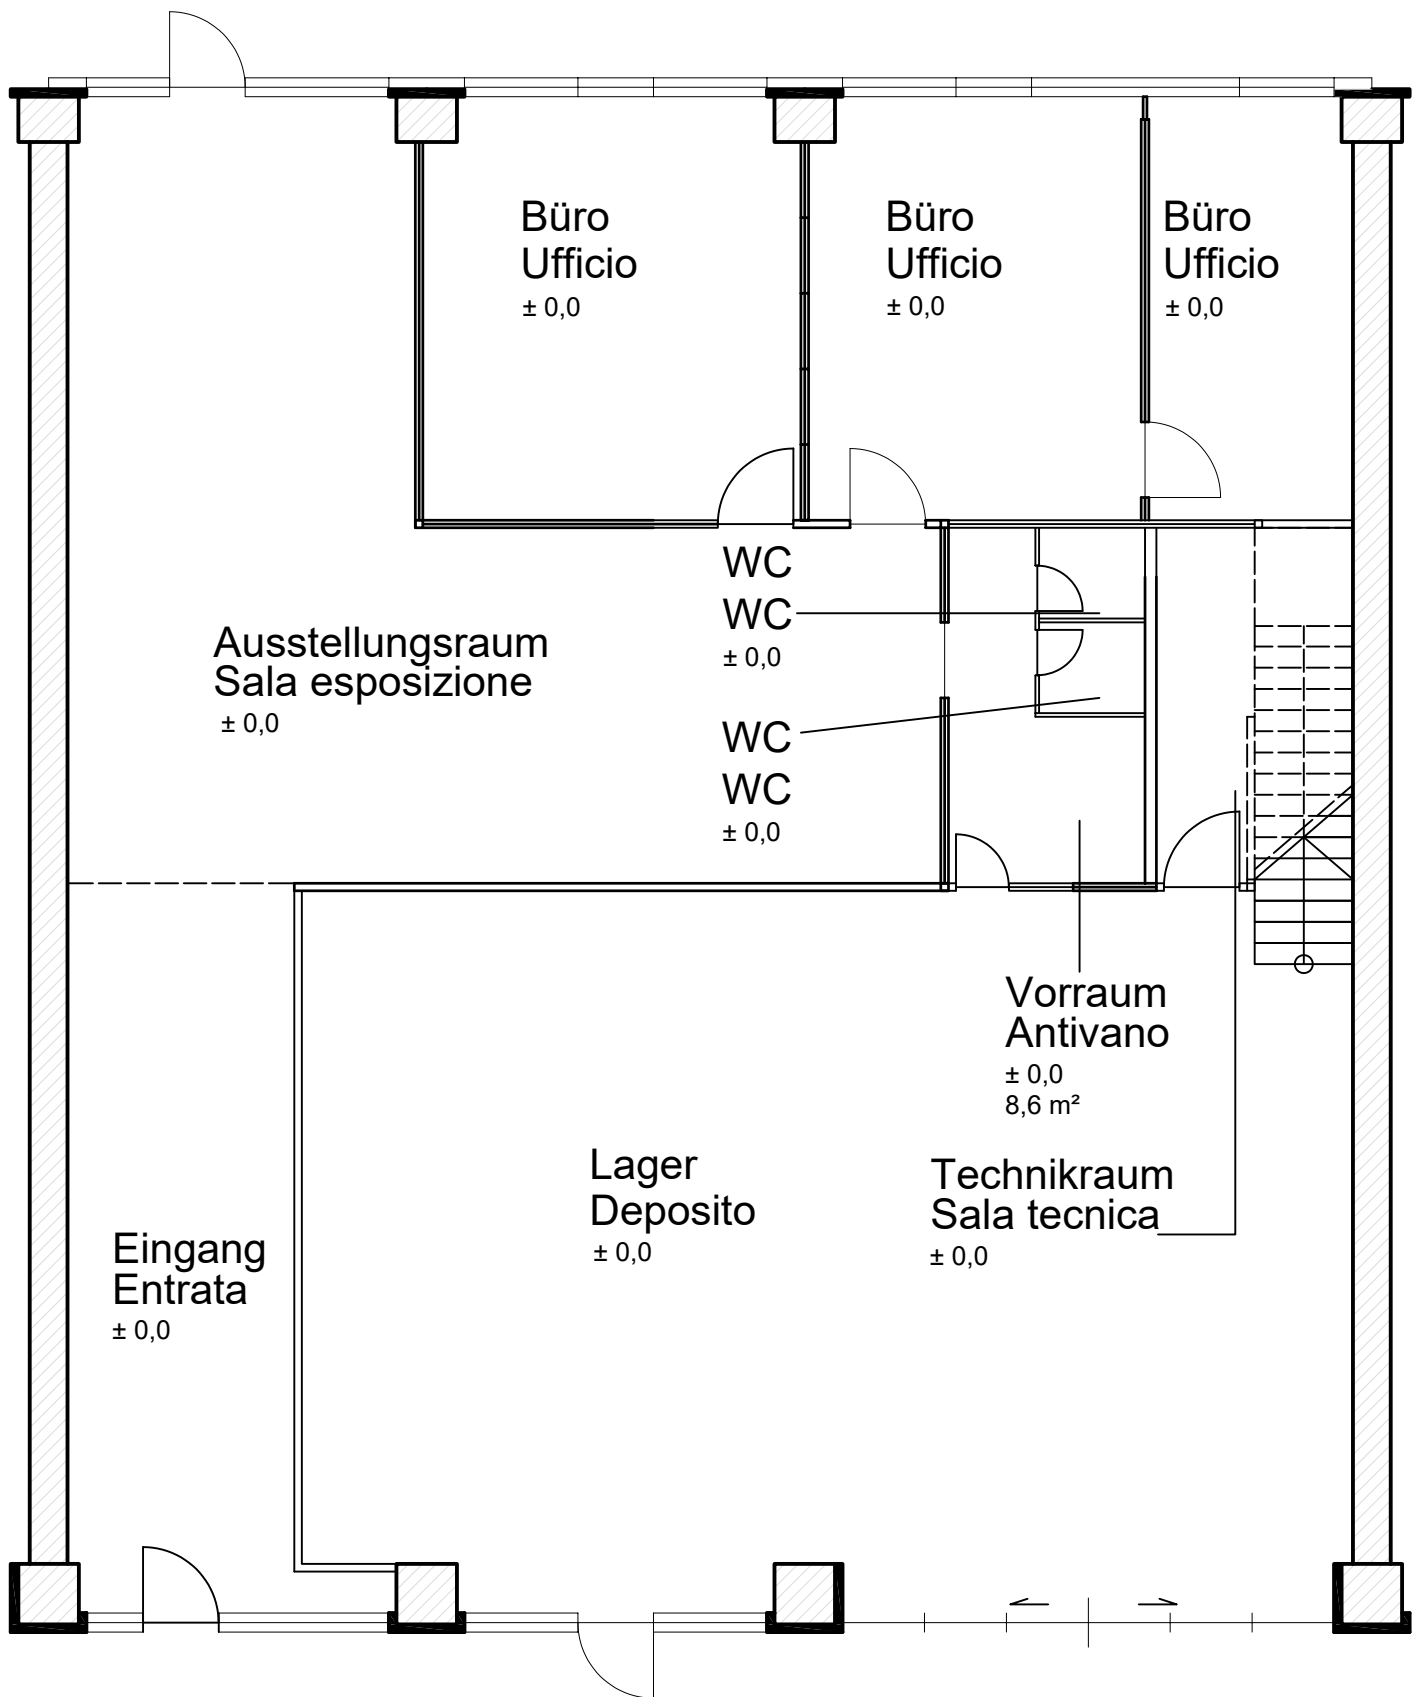 Büro
Ufficio
± 0,0
Büro
Ufficio
± 0,0
Büro
Ufficio
± 0,0
WC
WC
± 0,0
Ausstellungsraum
Sala esposizione
± 0,0
WC
WC
± 0,0
Vorraum
Antivano
± 0,0
8,6 m²
Lager
Deposito
± 0,0
Technikraum
Sala tecnica
± 0,0
Eingang
Entrata
± 0,0